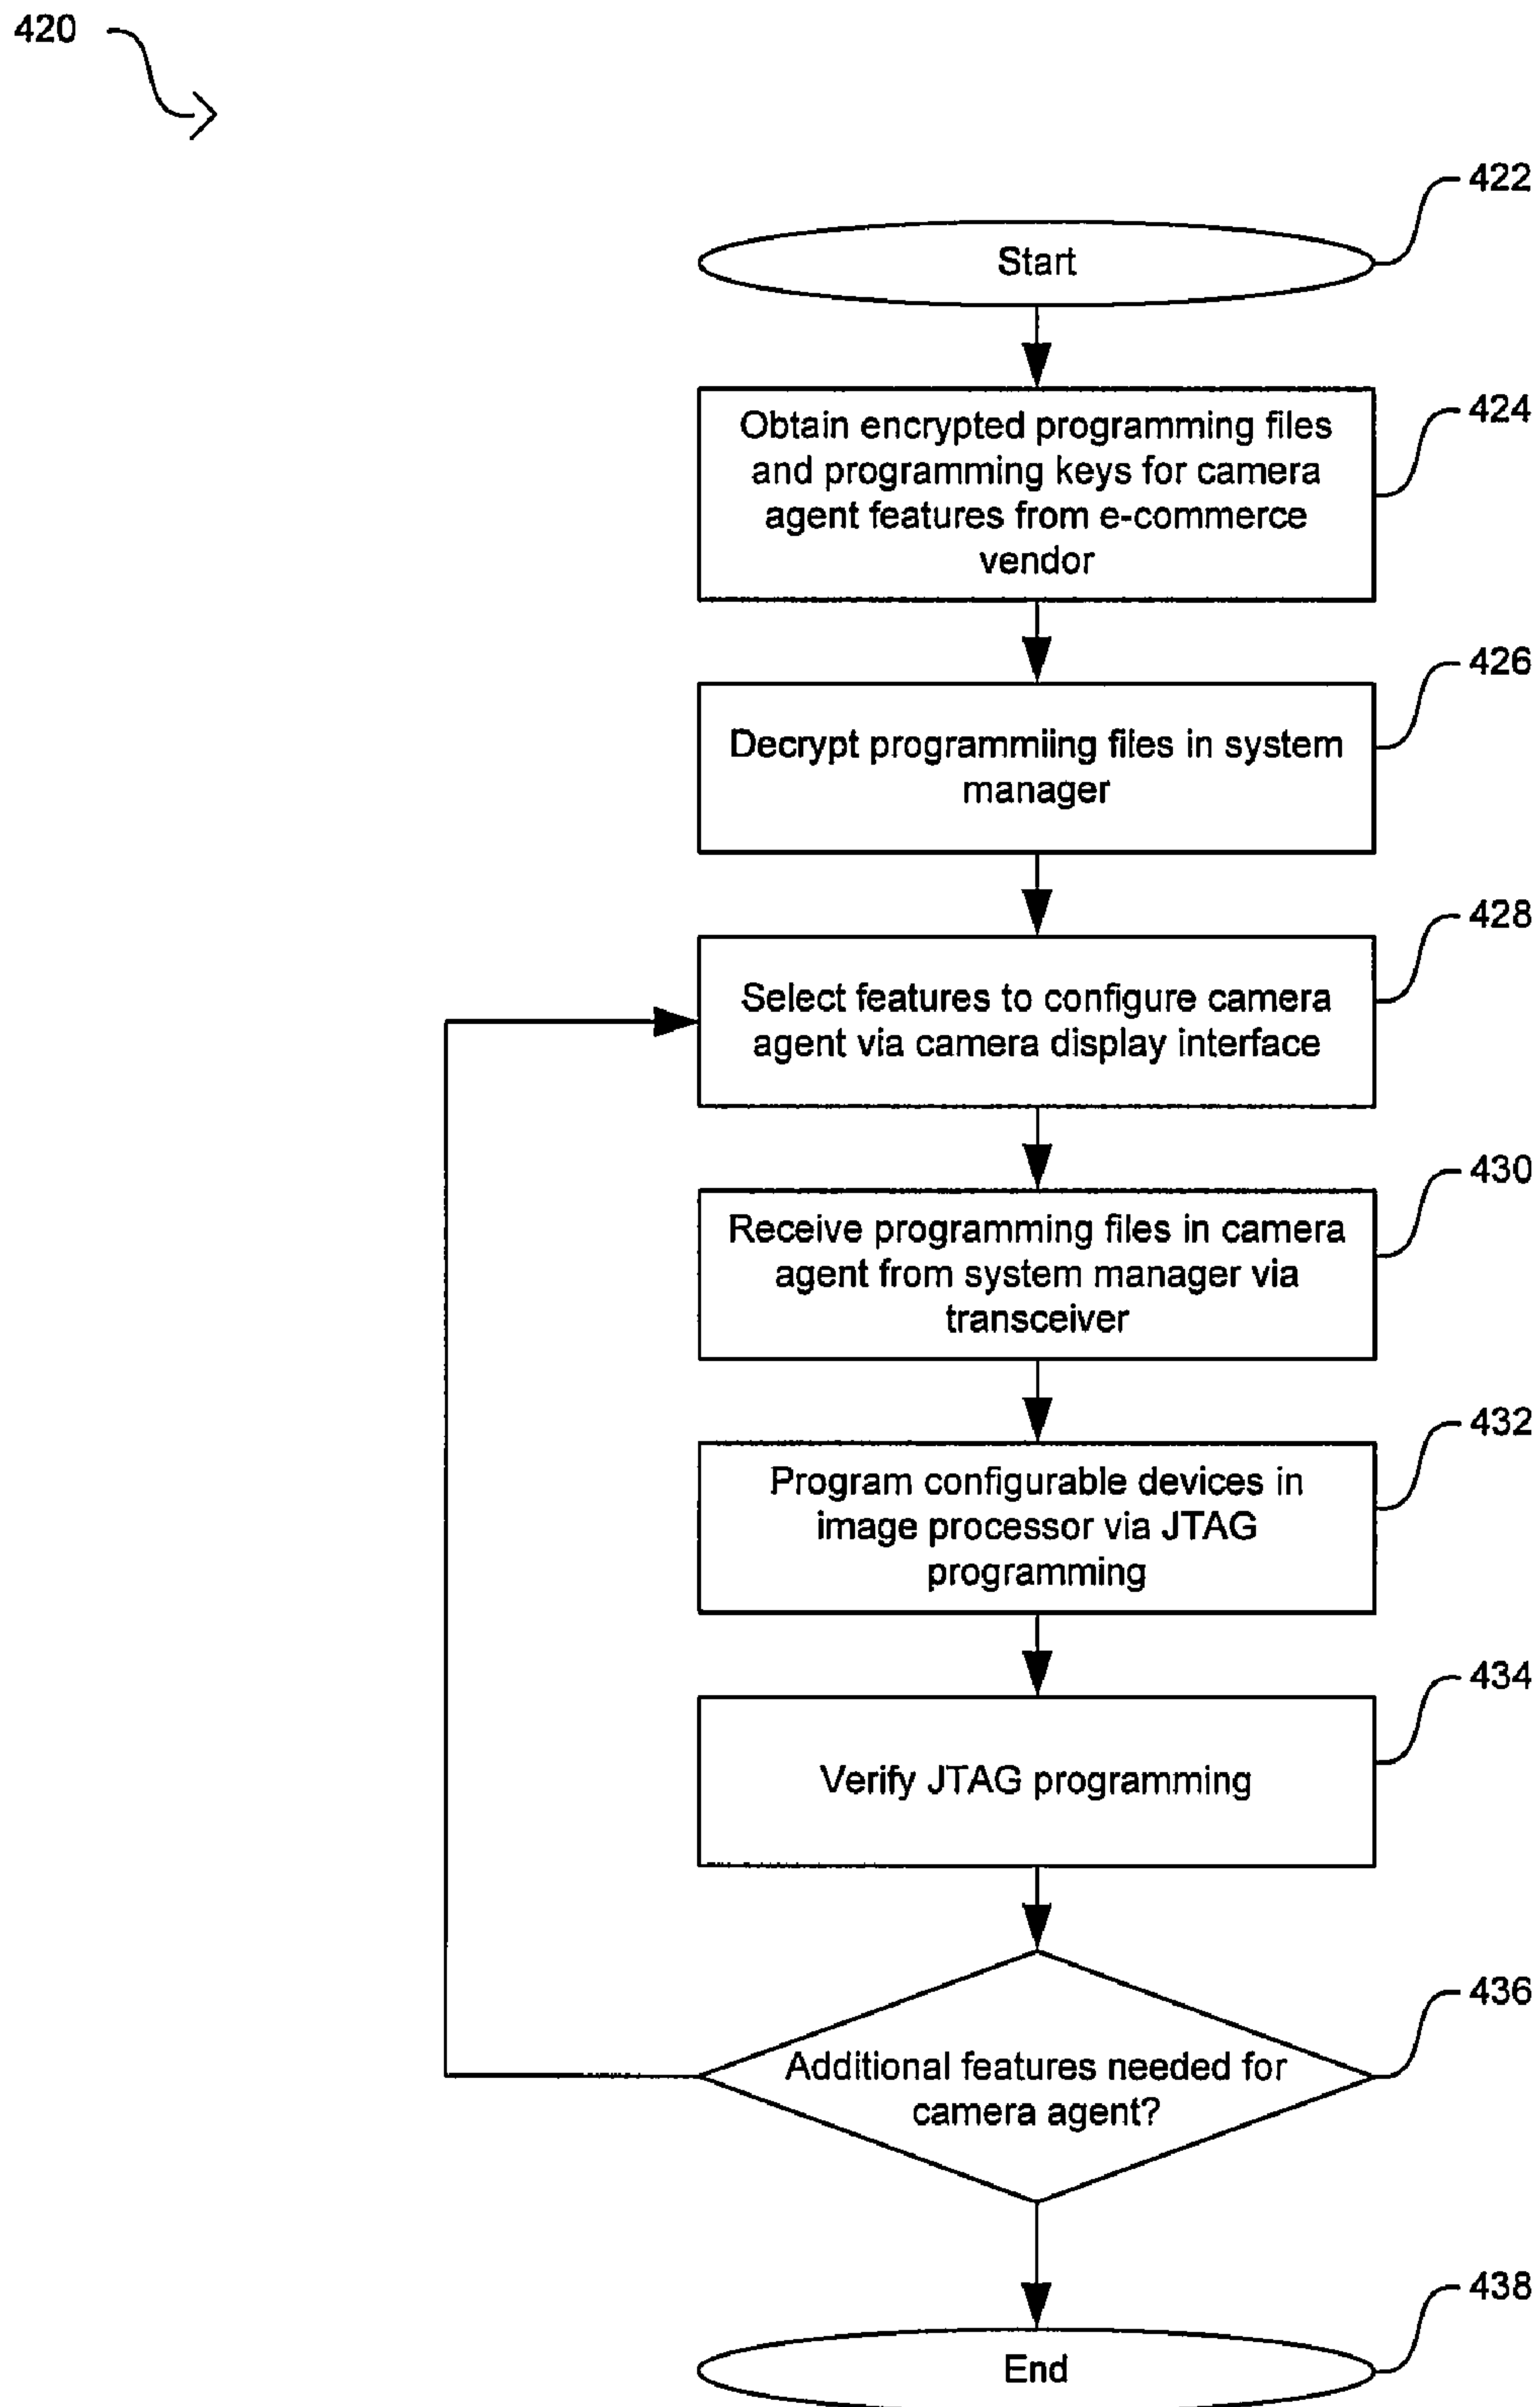 420
422
Start
424
Obtain encrypted programming files
and programming keys for camera
agent features from e-commerce
vendor
426
Decrypt programmiing files in system
manager
428
Select features to configure camera
agent via camera display interface
430
Receive programming files in camera
agent from system manager via
transceiver
432
Program configurable devices in
image processor via JTAG
programming
434
Verify JTAG programming
436
Additional features needed for
camera agent?
438
End